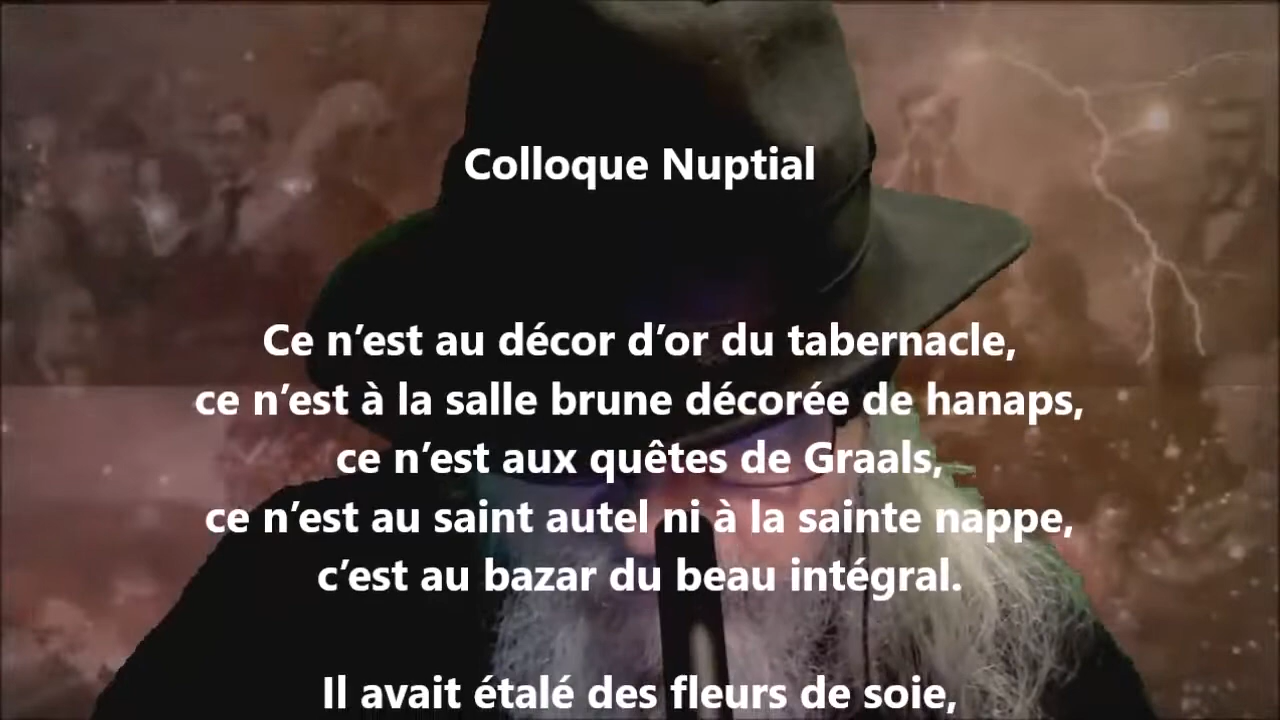 Colloque Nuptial
Ce n’est au décor d’or du tabernacle,
ce n’est à la salle brune décorée de hanaps,
ce n’est aux quêtes de Graals,
ce n’est au saint autel ni à la sainte nappe,
c’est au bazar du beau intégral.
Il avait étalé des fleurs de soie,